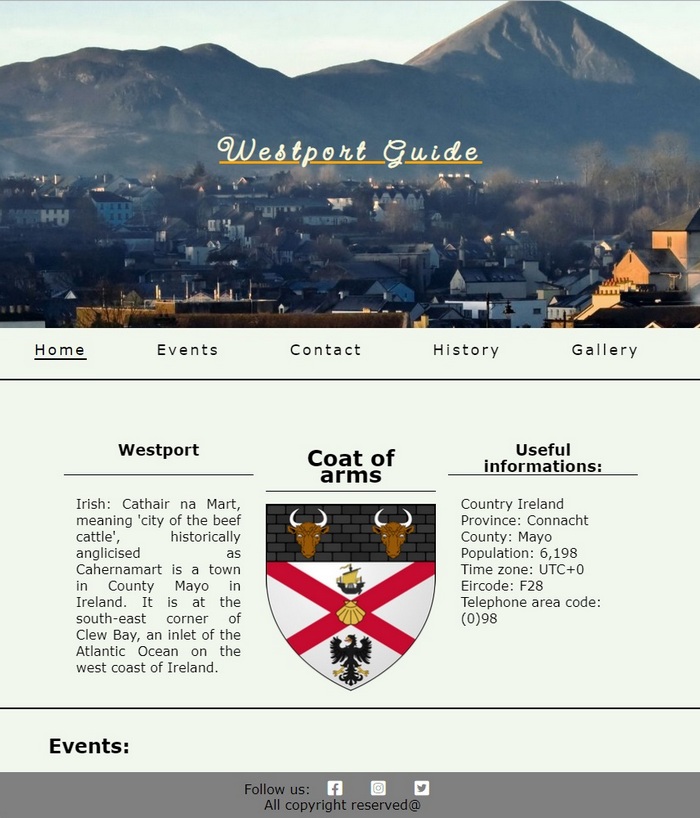 Westport Guide
Home Events Contact History Gallery
Westport
Irish: Cathair na Mart,
meaning 'city of the beef
cattle', historically
anglicised as
Cahernamart is a town
in County Mayo in
Ireland. It is at the
south-east corner of
Clew Bay, an inlet of the
Atlantic Ocean on the
west coast of Ireland.
Coat of
arms
Useful
informations:
Country Ireland
Province: Connacht
County: Mayo
Population: 6,198
Time zone: UTC+0
Eircode: F28
Telephone area code:
(0)98
Events:
Follow us:
All copyright reserved@